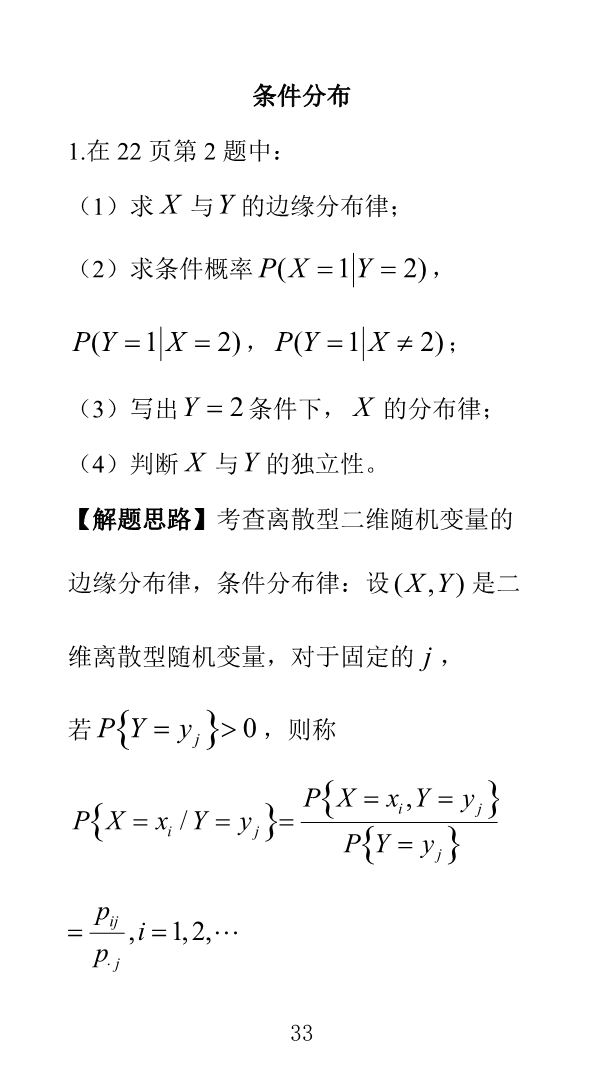 条件分布
1.在 22 页第 2 题中：
（1）求 X 与 Y 的边缘分布律；
（2）求条件概率 P(X = 1|Y = 2)，
P(Y = 1|X = 2)，P(Y = 1|X ≠ 2)；
（3）写出 Y = 2 条件下， X 的分布律；
（4）判断 X 与 Y 的独立性。
【解题思路】考查离散型二维随机变量的
边缘分布律，条件分布律：设 (X,Y) 是二
维离散型随机变量，对于固定的 j，
若 P{Y = y_j} > 0，则称
P{X = x_i / Y = y_j} = P{X = x_i, Y = y_j} / P{Y = y_j}
= p_{ij} / p_{·j}, i = 1, 2, ⋯
33